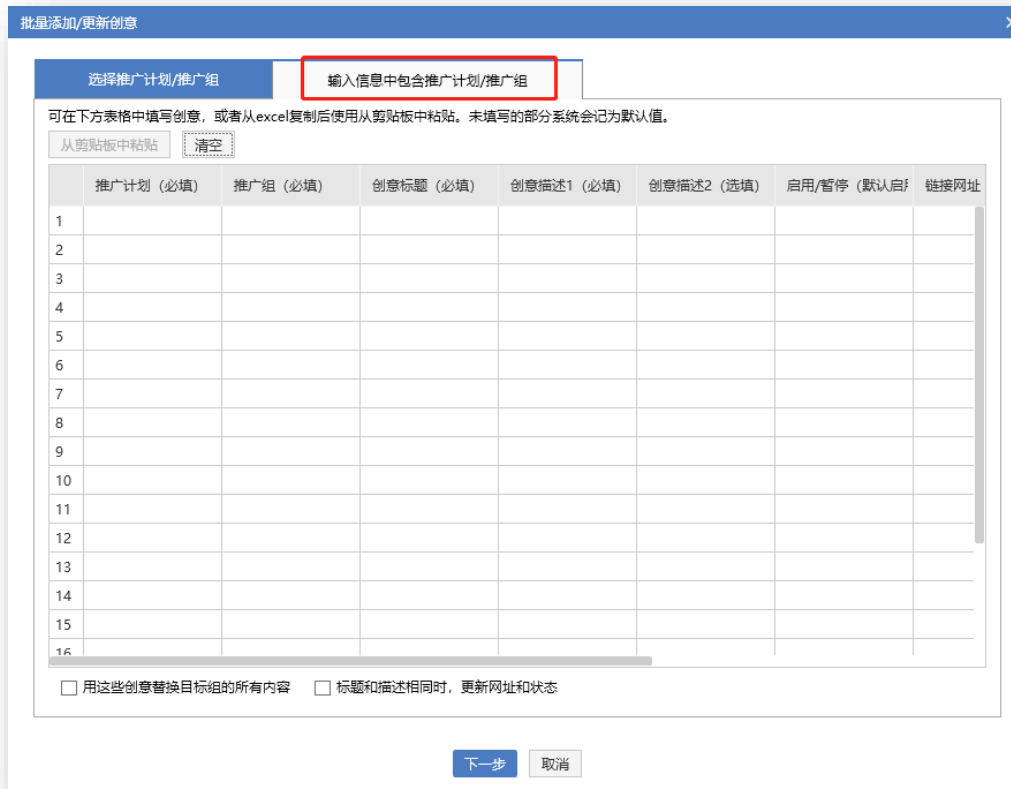 批量添加/更新创意
选择推广计划/推广组
输入信息中包含推广计划/推广组
可在下方表格中填写创意，或者从excel复制后使用从剪贴板中粘贴。未填写的部分系统会记为默认值。
从剪贴板中粘贴 清空
推广计划（必填） 推广组（必填） 创意标题（必填） 创意描述1（必填） 创意描述2（选填） 启用/暂停（默认启用 链接网址
1
2
3
4
5
6
7
8
9
10
11
12
13
14
15
16
用这些创意替换目标组的所有内容 标题和描述相同时，更新网址和状态
下一步 取消